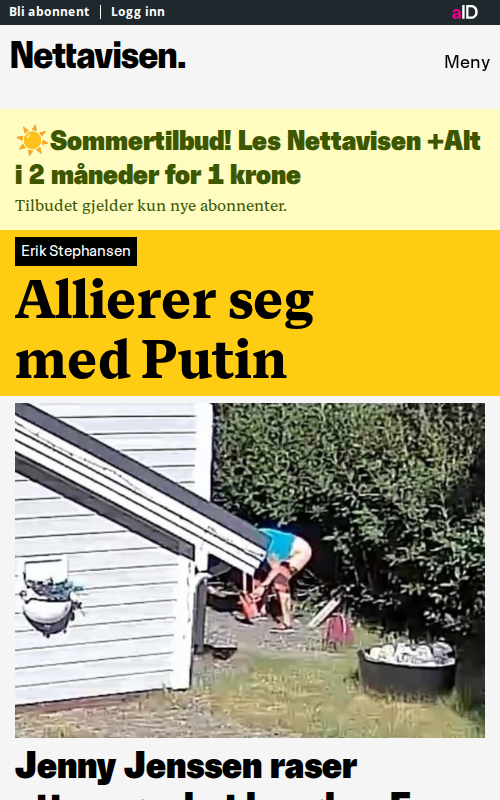 Bli abonnent | Logg inn
aID
Nettavisen.
Meny
☀️Sommertilbud! Les Nettavisen +Alt
i 2 måneder for 1 krone
Tilbudet gjelder kun nye abonnenter.
Erik Stephansen
Allierer seg
med Putin
Jenny Jenssen raser